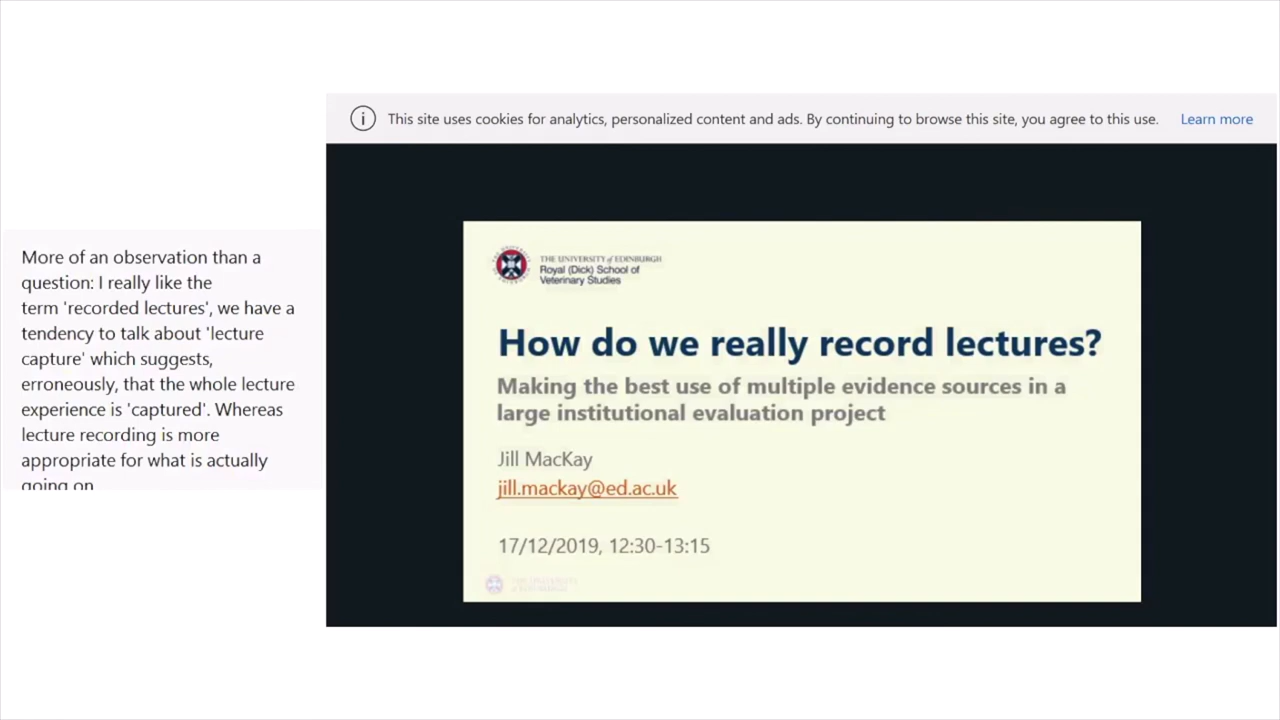 This site uses cookies for analytics, personalized content and ads. By continuing to browse this site, you agree to this use. Learn more
More of an observation than a
question: I really like the
term 'recorded lectures', we have a
tendency to talk about 'lecture
capture' which suggests,
erroneously, that the whole lecture
experience is 'captured'. Whereas
lecture recording is more
appropriate for what is actually
going on
THE UNIVERSITY of EDINBURGH
Royal (Dick) School of
Veterinary Studies
How do we really record lectures?
Making the best use of multiple evidence sources in a
large institutional evaluation project
Jill MacKay
jill.mackay@ed.ac.uk
17/12/2019, 12:30-13:15